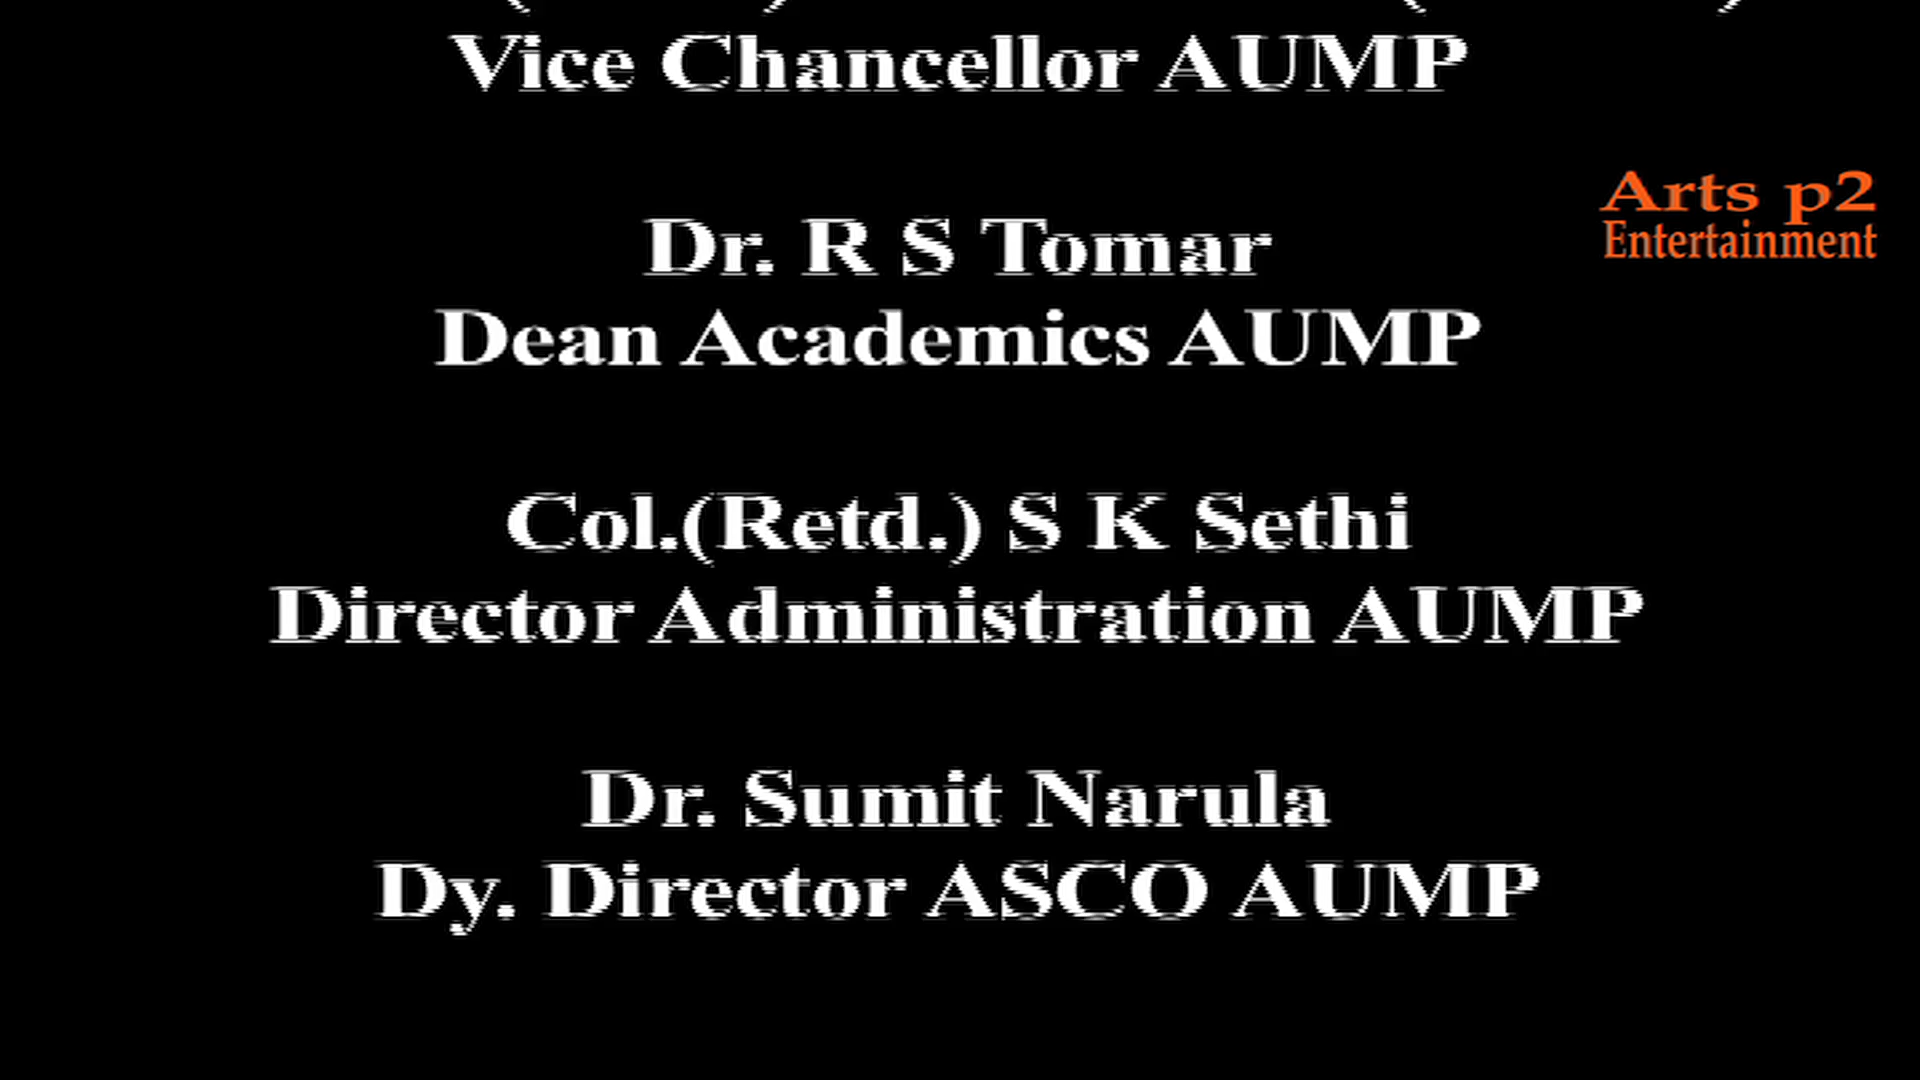 Vice Chancellor AUMP
Arts p2
Entertainment
Dr. R S Tomar
Dean Academics AUMP
Col.(Retd.) S K Sethi
Director Administration AUMP
Dr. Sumit Narula
Dy. Director ASCO AUMP